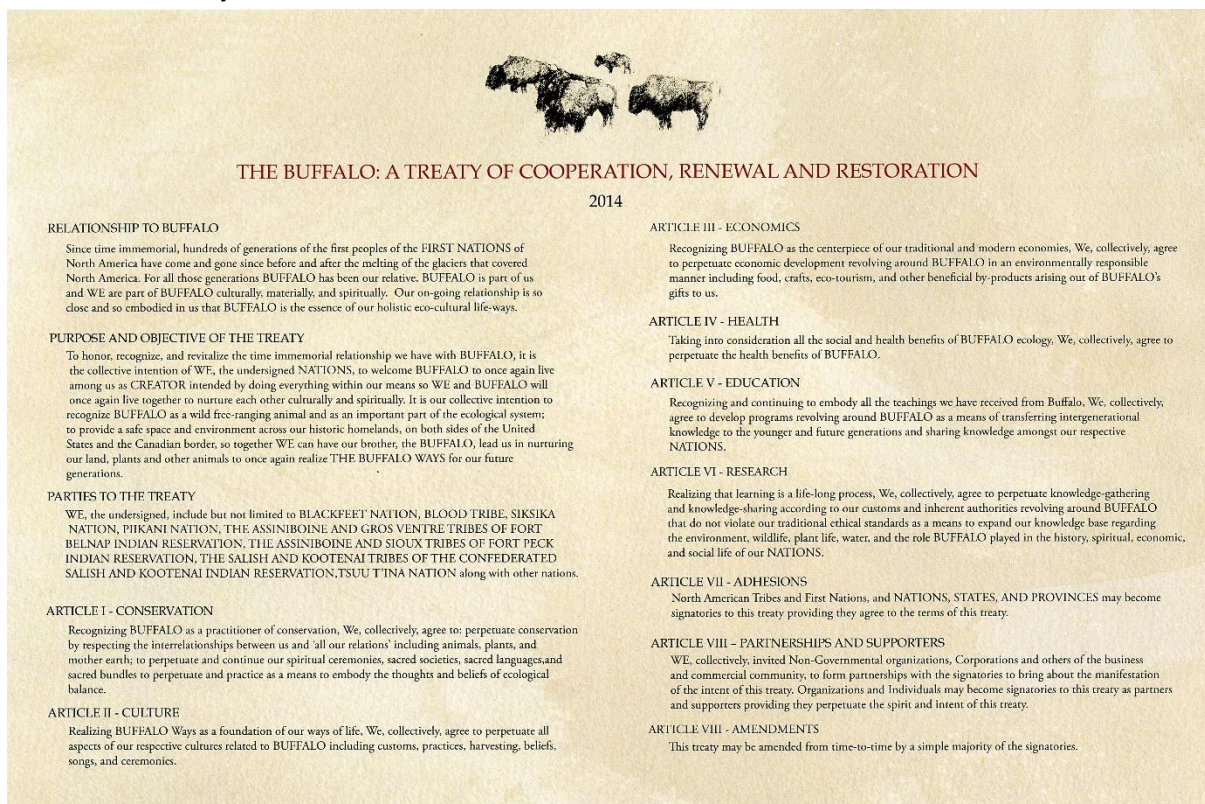 THE BUFFALO: A TREATY OF COOPERATION, RENEWAL AND RESTORATION
2014
RELATIONSHIP TO BUFFALO
Since time immemorial, hundreds of generations of the first peoples of the FIRST NATIONS of
North America have come and gone since before and after the melting of the glaciers that covered
North America. For all those generations BUFFALO has been our relative. BUFFALO is part of us
and WE are part of BUFFALO culturally, materially, and spiritually. Our on-going relationship is so
close and so embodied in us that BUFFALO is the essence of our holistic eco-cultural life-ways.
PURPOSE AND OBJECTIVE OF THE TREATY
To honor, recognize, and revitalize the time immemorial relationship we have with BUFFALO, it is
the collective intention of WE, the undersigned NATIONS, to welcome BUFFALO to once again live
among us as CREATOR intended by doing everything within our means so WE and BUFFALO will
once again live together to nurture each other culturally and spiritually. It is our collective intention to
recognize BUFFALO as a wild free-ranging animal and as an important part of the ecological system;
to provide a safe space and environment across our historic homelands, on both sides of the United
States and the Canadian border, so together WE can have our brother, the BUFFALO, lead us in nurturing
our land, plants and other animals to once again realize THE BUFFALO WAYS for our future
generations.
PARTIES TO THE TREATY
WE, the undersigned, include but not limited to BLACKFEET NATION, BLOOD TRIBE, SIKSIKA
NATION, PIIKANI NATION, THE ASSINIBOINE AND GROS VENTRE TRIBES OF FORT
BELNAP INDIAN RESERVATION, THE ASSINIBOINE AND SIOUX TRIBES OF FORT PECK
INDIAN RESERVATION, THE SALISH AND KOOTENAI TRIBES OF THE CONFEDERATED
SALISH AND KOOTENAI INDIAN RESERVATION,TSUU T'INA NATION along with other nations.
ARTICLE I - CONSERVATION
Recognizing BUFFALO as a practitioner of conservation, We, collectively, agree to: perpetuate conservation
by respecting the interrelationships between us and 'all our relations' including animals, plants, and
mother earth; to perpetuate and continue our spiritual ceremonies, sacred societies, sacred languages,and
sacred bundles to perpetuate and practice as a means to embody the thoughts and beliefs of ecological
balance.
ARTICLE II - CULTURE
Realizing BUFFALO Ways as a foundation of our ways of life, We, collectively, agree to perpetuate all
aspects of our respective cultures related to BUFFALO including customs, practices, harvesting, beliefs,
songs, and ceremonies.
ARTICLE III - ECONOMICS
Recognizing BUFFALO as the centerpiece of our traditional and modern economies, We, collectively, agree
to perpetuate economic development revolving around BUFFALO in an environmentally responsible
manner including food, crafts, eco-tourism, and other beneficial by-products arising out of BUFFALO's
gifts to us.
ARTICLE IV - HEALTH
Taking into consideration all the social and health benefits of BUFFALO ecology, We, collectively, agree to
perpetuate the health benefits of BUFFALO.
ARTICLE V - EDUCATION
Recognizing and continuing to embody all the teachings we have received from Buffalo, We, collectively,
agree to develop programs revolving around BUFFALO as a means of transferring intergenerational
knowledge to the younger and future generations and sharing knowledge amongst our respective
NATIONS.
ARTICLE VI - RESEARCH
Realizing that learning is a life-long process, We, collectively, agree to perpetuate knowledge-gathering
and knowledge-sharing according to our customs and inherent authorities revolving around BUFFALO
that do not violate our traditional ethical standards as a means to expand our knowledge base regarding
the environment, wildlife, plant life, water, and the role BUFFALO played in the history, spiritual, economic,
and social life of our NATIONS.
ARTICLE VII - ADHESIONS
North American Tribes and First Nations, and NATIONS, STATES, AND PROVINCES may become
signatories to this treaty providing they agree to the terms of this treaty.
ARTICLE VIII – PARTNERSHIPS AND SUPPORTERS
WE, collectively, invited Non-Governmental organizations, Corporations and others of the business
and commercial community, to form partnerships with the signatories to bring about the manifestation
of the intent of this treaty. Organizations and Individuals may become signatories to this treaty as partners
and supporters providing they perpetuate the spirit and intent of this treaty.
ARTICLE VIII - AMENDMENTS
This treaty may be amended from time-to-time by a simple majority of the signatories.